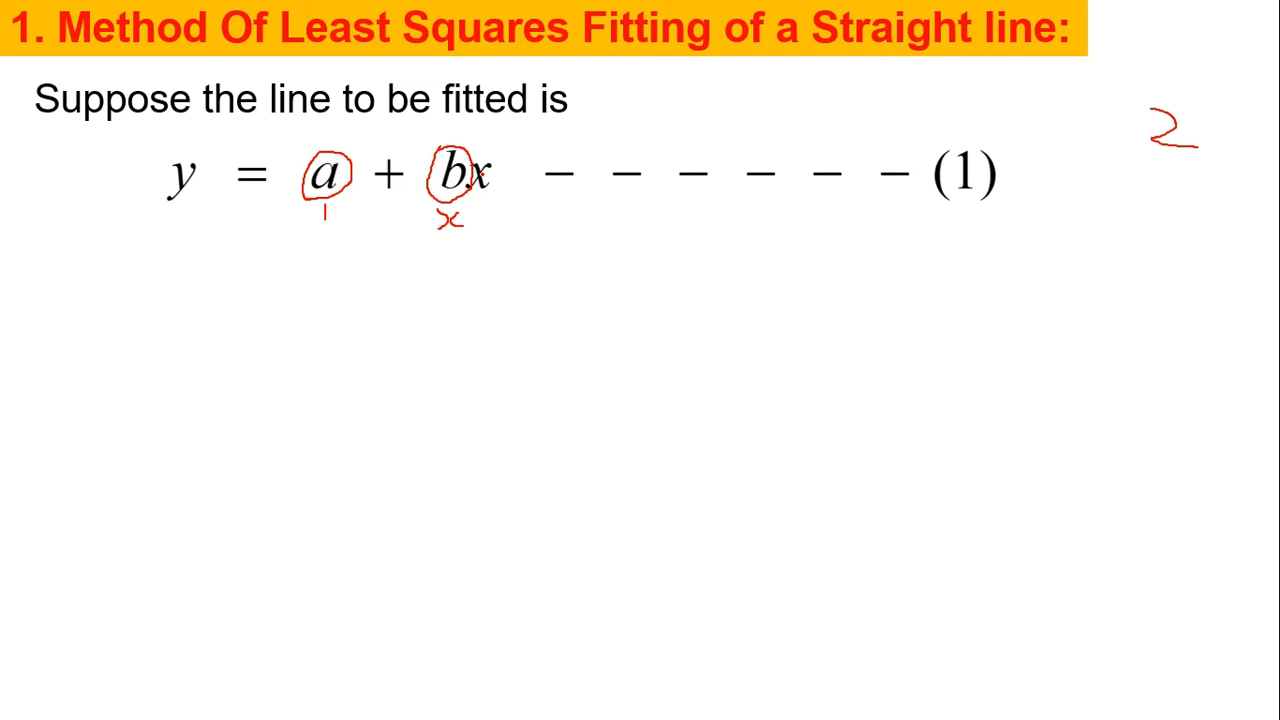 1. Method Of Least Squares Fitting of a Straight line:
Suppose the line to be fitted is
2
y = a + bx - - - - - - (1)
1 x